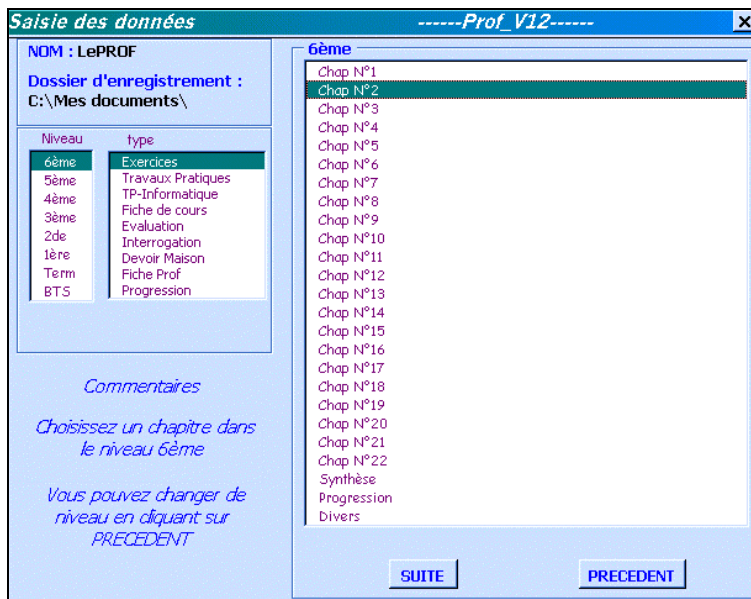 Saisie des données ------Prof_V12------
NOM : LePROF
Dossier d'enregistrement :
C:\Mes documents\
Niveau type
6ème Exercices
5ème Travaux Pratiques
4ème TP-Informatique
3ème Fiche de cours
2de Evaluation
1ère Interrogation
Term Devoir Maison
BTS Fiche Prof
Progression
Commentaires
Choisissez un chapitre dans
le niveau 6ème
Vous pouvez changer de
niveau en cliquant sur
PRECEDENT
6ème
Chap N°1
Chap N°2
Chap N°3
Chap N°4
Chap N°5
Chap N°6
Chap N°7
Chap N°8
Chap N°9
Chap N°10
Chap N°11
Chap N°12
Chap N°13
Chap N°14
Chap N°15
Chap N°16
Chap N°17
Chap N°18
Chap N°19
Chap N°20
Chap N°21
Chap N°22
Synthèse
Progression
Divers
SUITE PRECEDENT